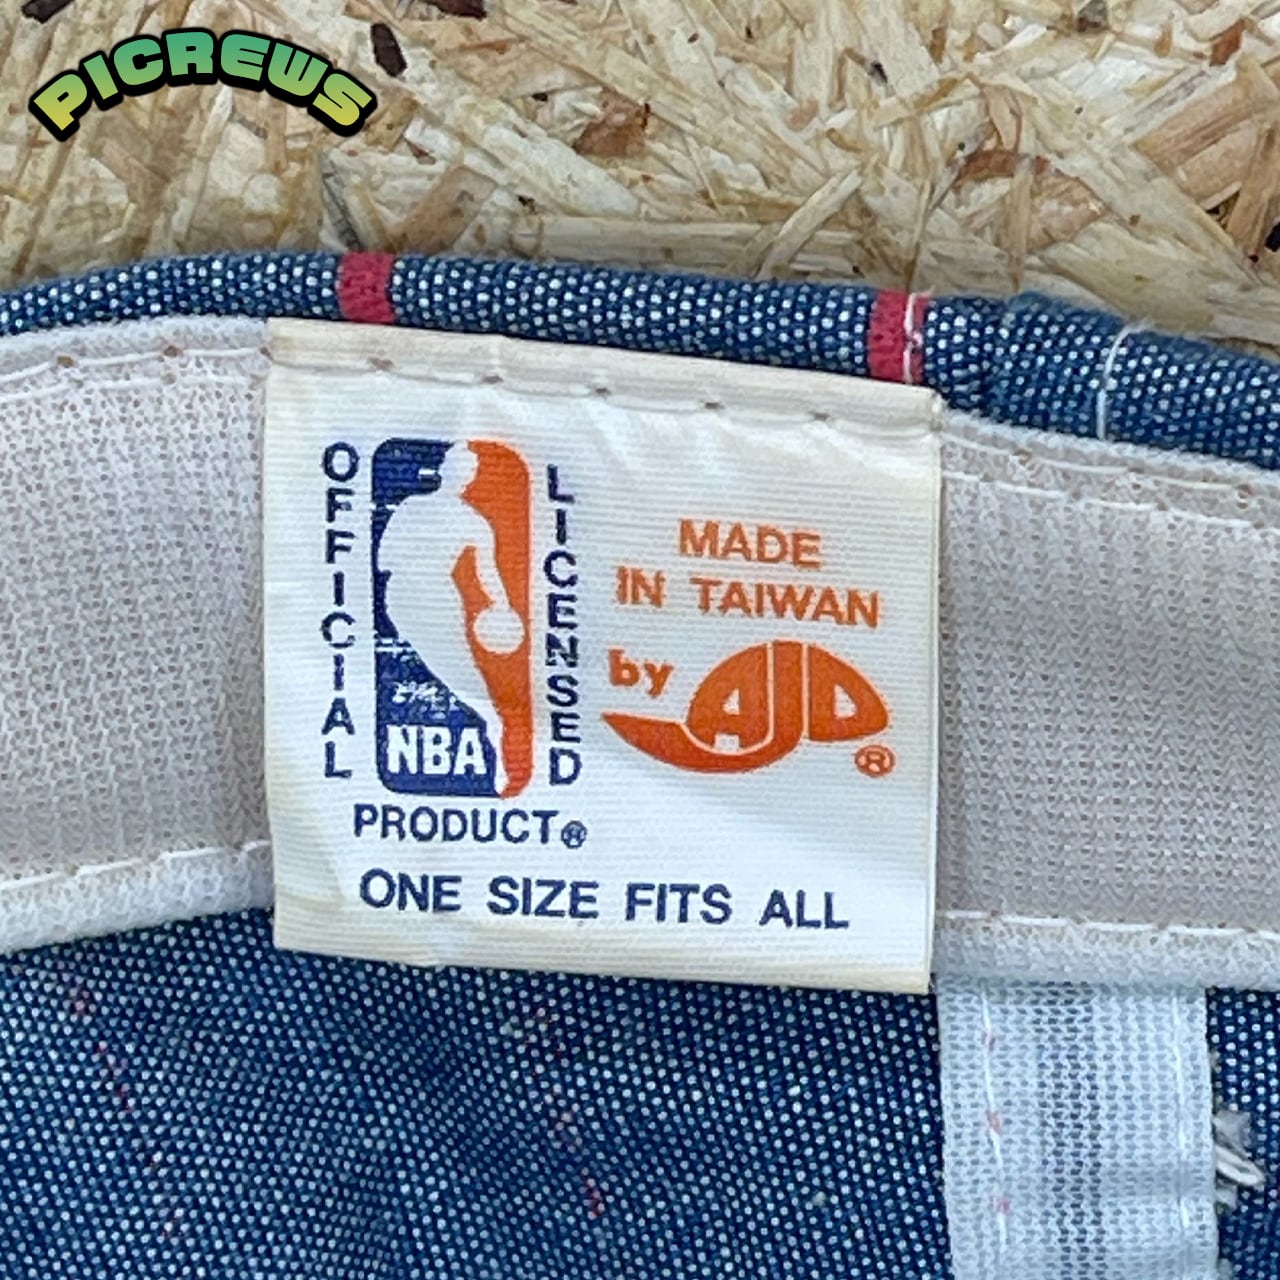 PICREWS
OFFICIAL
LICENSED
NBA
PRODUCT®
MADE
IN TAIWAN
by AJD
®
ONE SIZE FITS ALL